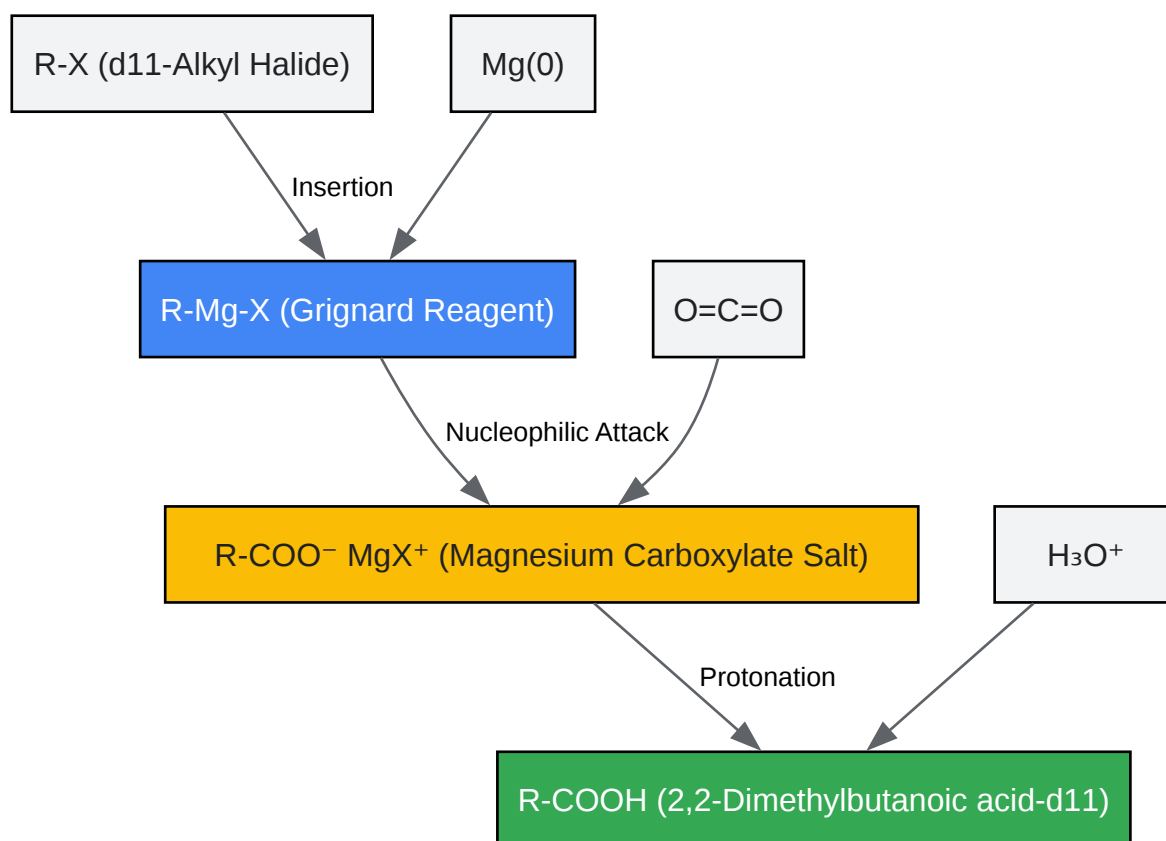 R-X (d11-Alkyl Halide)
Mg(0)
Insertion
R-Mg-X (Grignard Reagent)
O=C=O
Nucleophilic Attack
R-COO⁻ MgX⁺ (Magnesium Carboxylate Salt)
H₃O⁺
Protonation
R-COOH (2,2-Dimethylbutanoic acid-d11)